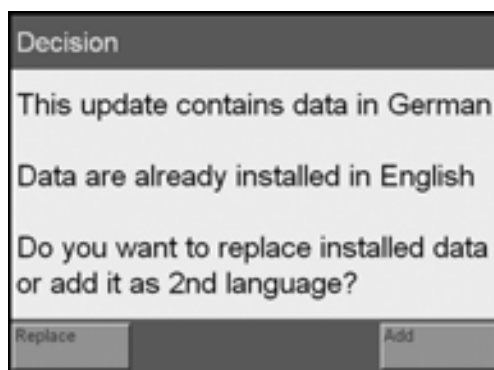 Decision
This update contains data in German
Data are already installed in English
Do you want to replace installed data
or add it as 2nd language?
Replace
Add